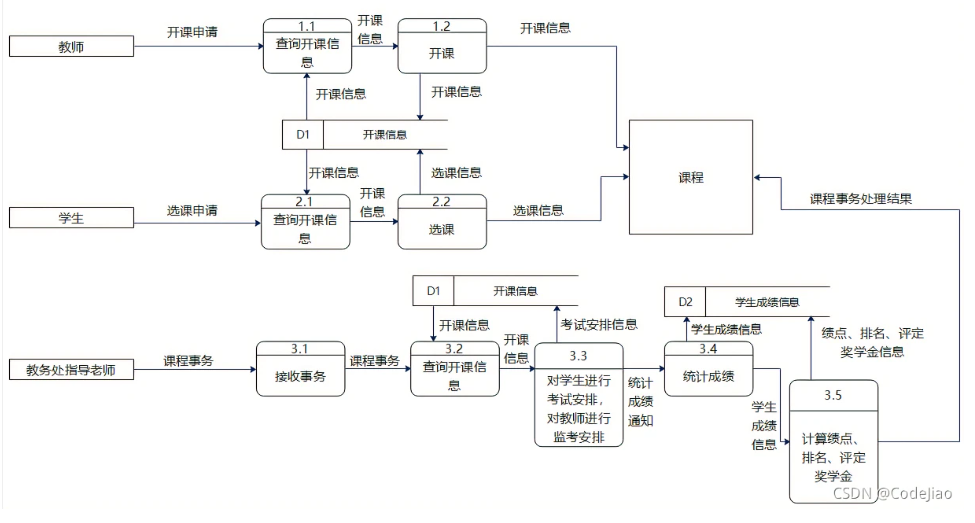 教师
开课申请
1.1
查询开课信
息
开课
信息
1.2
开课
开课信息
开课信息
开课信息
D1
开课信息
课程
开课信息
选课信息
学生
选课申请
2.1
查询开课信
息
开课
信息
2.2
选课
选课信息
课程事务处理结果
D1
开课信息
D2
学生成绩信息
开课信息
考试安排信息
学生成绩信息
绩点、排名、评定
奖学金信息
教务处指导老师
课程事务
3.1
接收事务
课程事务
3.2
查询开课信
息
开课
信息
3.3
对学生进行
考试安排，
对教师进行
监考安排
统计
成绩
通知
3.4
统计成绩
学生
成绩
信息
3.5
计算绩点、
排名、评定
奖学金
CSDN @CodeJiao